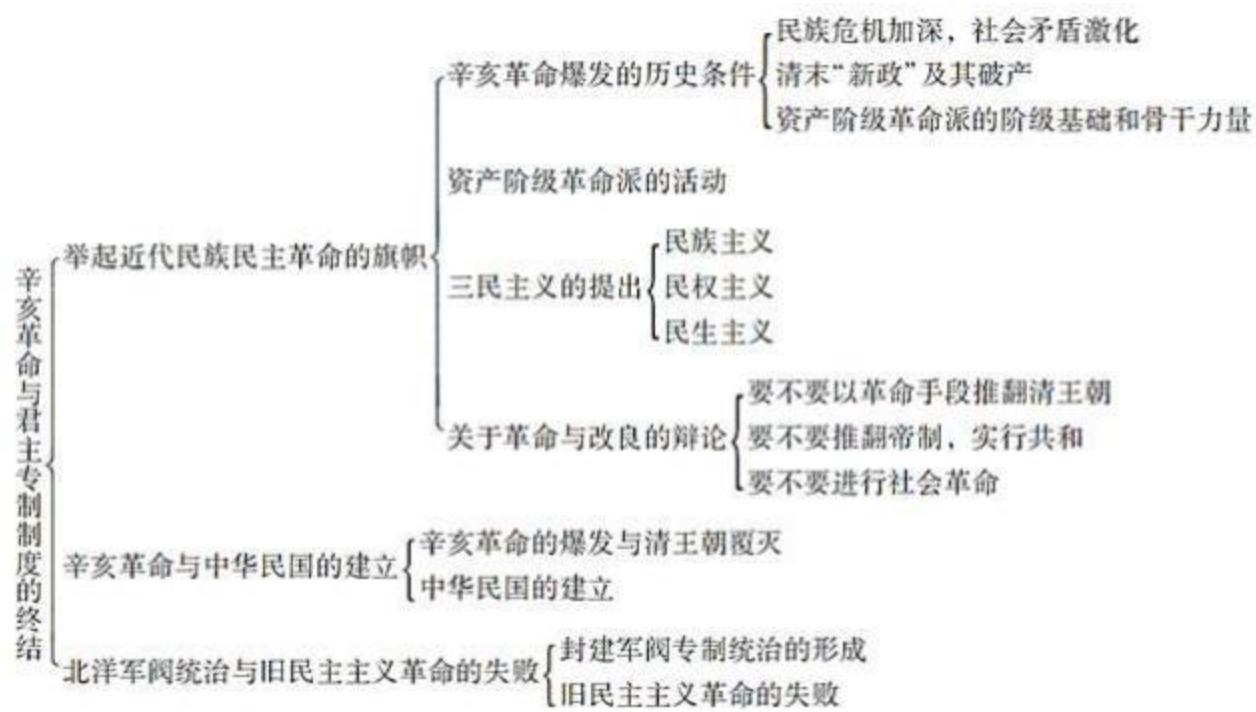 辛亥革命与君主专制制度的终结
举起近代民族民主革命的旗帜
辛亥革命爆发的历史条件
民族危机加深，社会矛盾激化
清末“新政”及其破产
资产阶级革命派的阶级基础和骨干力量
资产阶级革命派的活动
三民主义的提出
民族主义
民权主义
民生主义
关于革命与改良的辩论
要不要以革命手段推翻清王朝
要不要推翻帝制，实行共和
要不要进行社会革命
辛亥革命与中华民国的建立
辛亥革命的爆发与清王朝覆灭
中华民国的建立
北洋军阀统治与旧民主主义革命的失败
封建军阀专制统治的形成
旧民主主义革命的失败